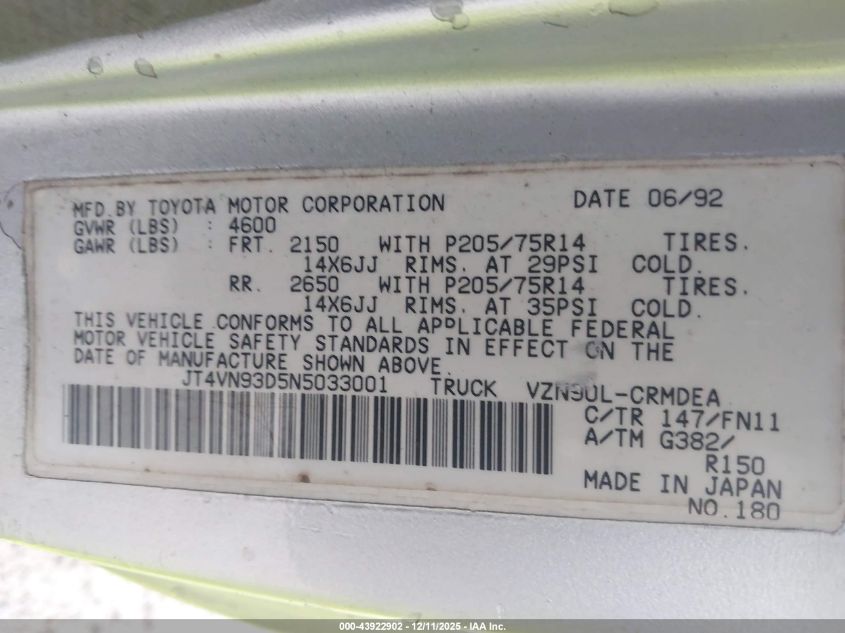 MFD.BY TOYOTA MOTOR CORPORATION DATE 06/92
GVWR (LBS) : 4600
GAWR (LBS) : FRT. 2150 WITH P205/75R14 TIRES.
14X6JJ RIMS. AT 29PSI COLD.
RR. 2650 WITH P205/75R14 TIRES.
14X6JJ RIMS. AT 35PSI COLD.
THIS VEHICLE CONFORMS TO ALL APPLICABLE FEDERAL
MOTOR VEHICLE SAFETY STANDARDS IN EFFECT ON THE
DATE OF MANUFACTURE SHOWN ABOVE.
JT4VN93D5N5033001 TRUCK VZN90L-CRMDEA
C/TR 147/FN11
A/TM G382/
R150
MADE IN JAPAN
NO.180
000-43922902 - 12/11/2025 - IAA Inc.